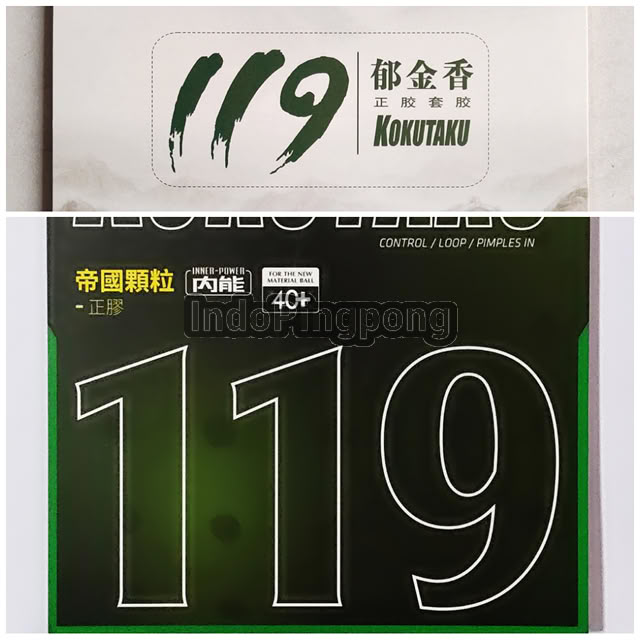 119
郁金香
正胶套胶
KOKUTAKU
CONTROL / LOOP / PIMPLES IN
帝國顆粒
- 正膠
INNER-POWER
內能
FOR THE NEW
MATERIAL BALL
40+
IndoPingpong
119